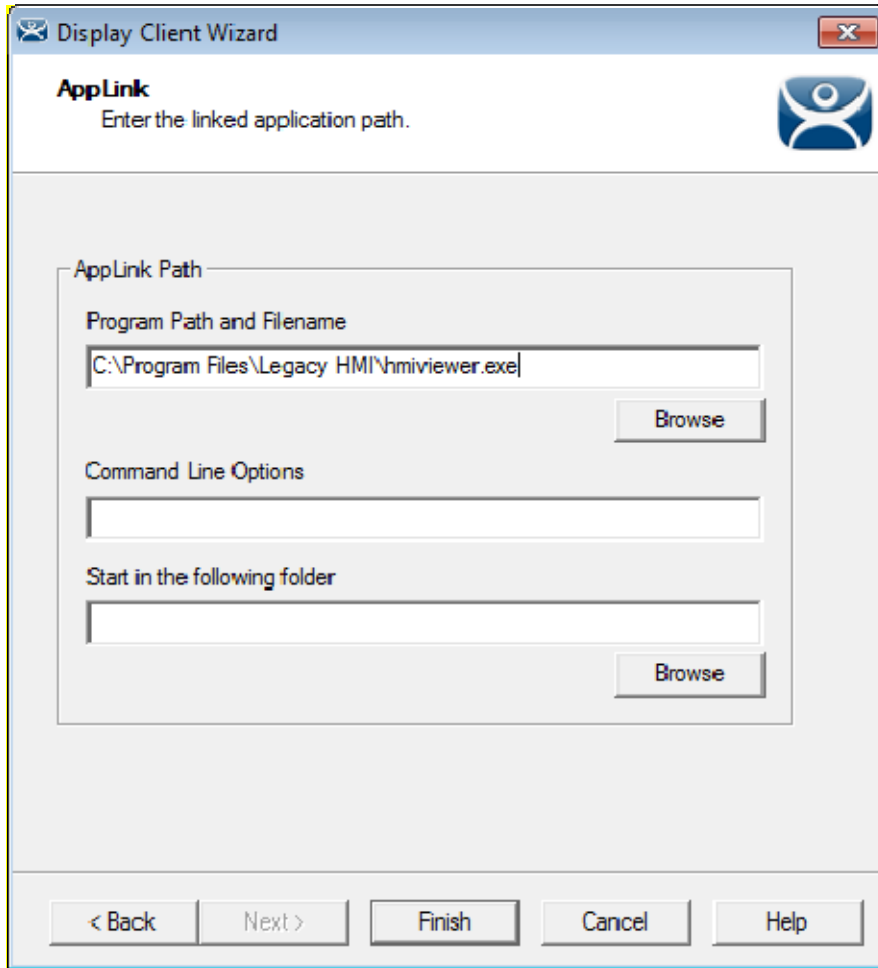 Display Client Wizard
AppLink
Enter the linked application path.
AppLink Path
Program Path and Filename
C:\Program Files\Legacy HMI\hmiviewer.exe
Browse
Command Line Options
Start in the following folder
Browse
< Back Next > Finish Cancel Help